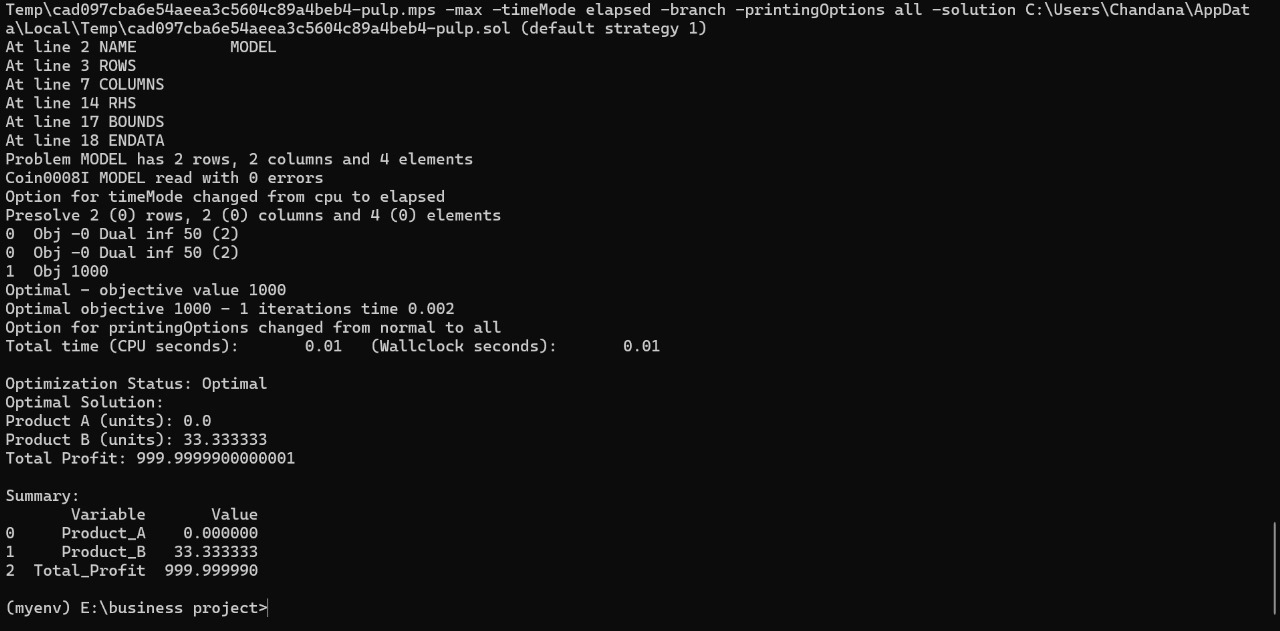 Temp\cad097cba6e54aeea3c5604c89a4beb4-pulp.mps -max -timeMode elapsed -branch -printingOptions all -solution C:\Users\Chandana\AppDat
a\Local\Temp\cad097cba6e54aeea3c5604c89a4beb4-pulp.sol (default strategy 1)
At line 2 NAME          MODEL
At line 3 ROWS
At line 7 COLUMNS
At line 14 RHS
At line 17 BOUNDS
At line 18 ENDATA
Problem MODEL has 2 rows, 2 columns and 4 elements
Coin0008I MODEL read with 0 errors
Option for timeMode changed from cpu to elapsed
Presolve 2 (0) rows, 2 (0) columns and 4 (0) elements
0  Obj -0 Dual inf 50 (2)
0  Obj -0 Dual inf 50 (2)
1  Obj 1000
Optimal - objective value 1000
Optimal objective 1000 - 1 iterations time 0.002
Option for printingOptions changed from normal to all
Total time (CPU seconds):       0.01   (Wallclock seconds):       0.01
Optimization Status: Optimal
Optimal Solution:
Product A (units): 0.0
Product B (units): 33.333333
Total Profit: 999.9999900000001
Summary:
       Variable       Value
0     Product_A    0.000000
1     Product_B   33.333333
2  Total_Profit  999.999990
(myenv) E:\business project>